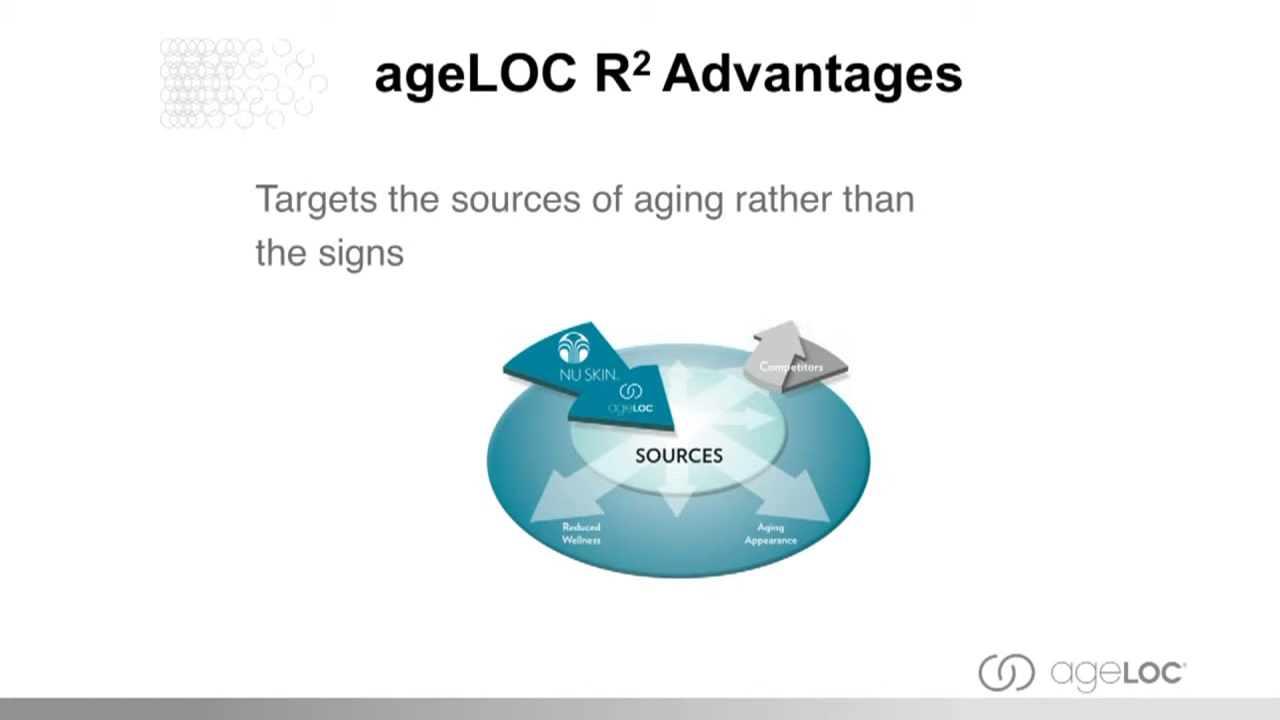 ageLOC R² Advantages
Targets the sources of aging rather than
the signs
NU SKIN
ageLOC
Competitors
SOURCES
Reduced
Wellness
Aging
Appearance
ageLOC®